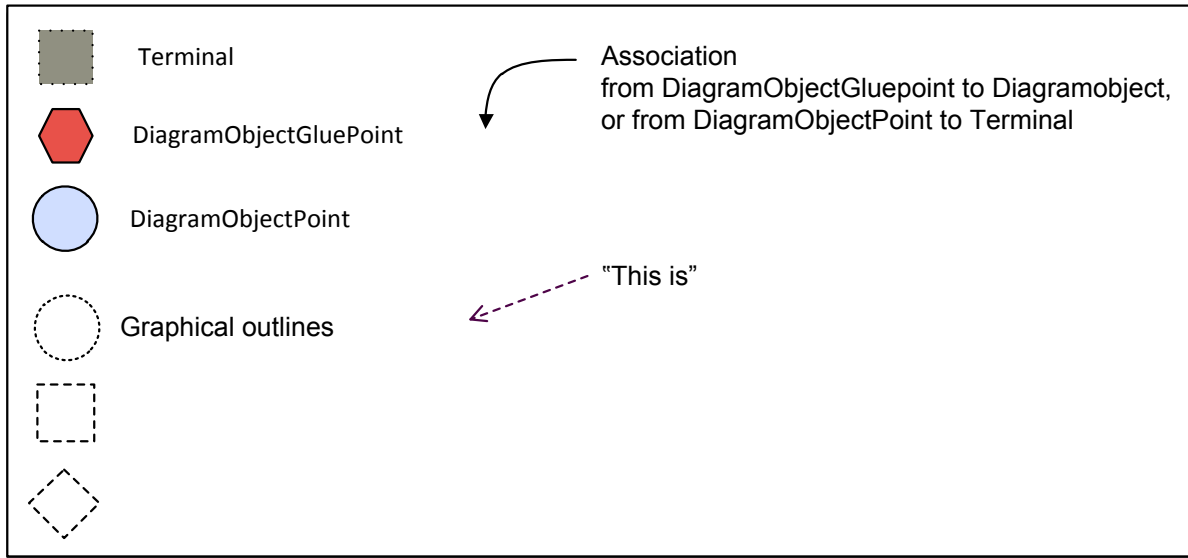 Terminal
Association
from DiagramObjectGluepoint to Diagramobject,
or from DiagramObjectPoint to Terminal
DiagramObjectGluePoint
DiagramObjectPoint
“This is”
Graphical outlines